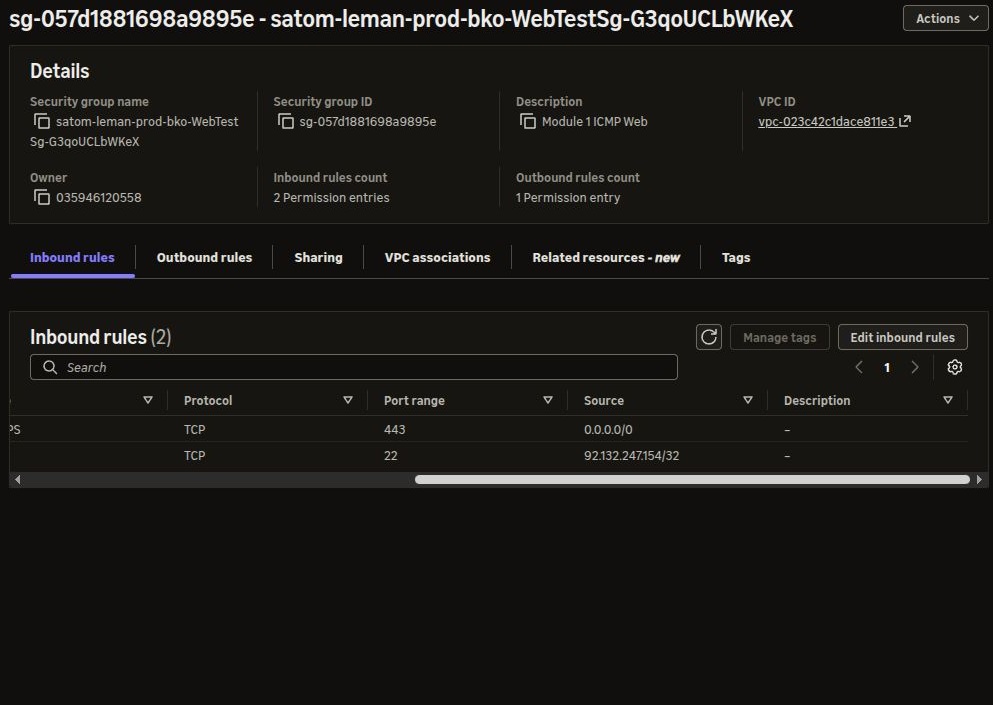 sg-057d1881698a9895e - satom-leman-prod-bko-WebTestSg-G3qoUCLbWKeX
Actions
Details
Security group name
satom-leman-prod-bko-WebTest
Sg-G3qoUCLbWKeX
Security group ID
sg-057d1881698a9895e
Description
Module 1 ICMP Web
VPC ID
vpc-023c42c1dace811e3
Owner
035946120558
Inbound rules count
2 Permission entries
Outbound rules count
1 Permission entry
Inbound rules
Outbound rules
Sharing
VPC associations
Related resources - new
Tags
Inbound rules (2)
Manage tags
Edit inbound rules
Search
1
Protocol Port range Source Description
PS TCP 443 0.0.0.0/0 –
TCP 22 92.132.247.154/32 –